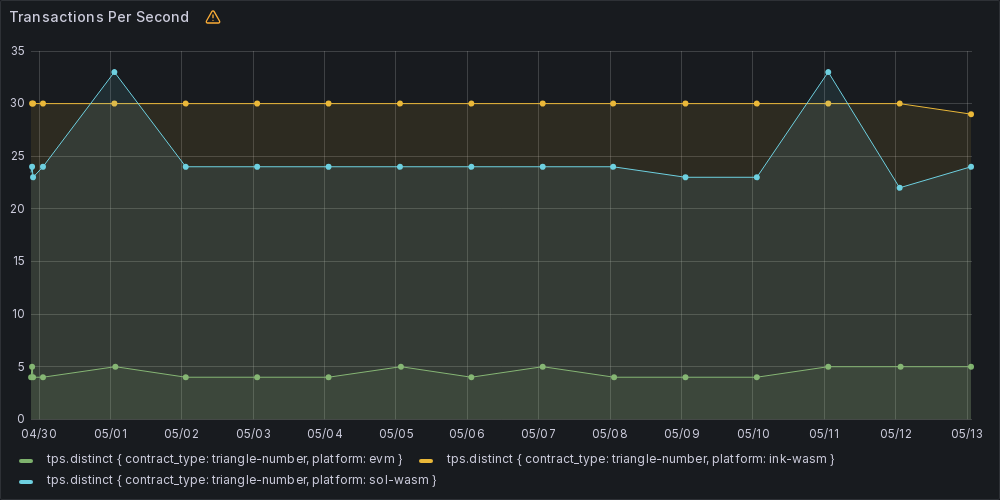 Transactions Per Second
35
30
25
20
15
10
5
0
04/30 05/01 05/02 05/03 05/04 05/05 05/06 05/07 05/08 05/09 05/10 05/11 05/12 05/13
tps.distinct { contract_type: triangle-number, platform: evm } tps.distinct { contract_type: triangle-number, platform: ink-wasm }
tps.distinct { contract_type: triangle-number, platform: sol-wasm }